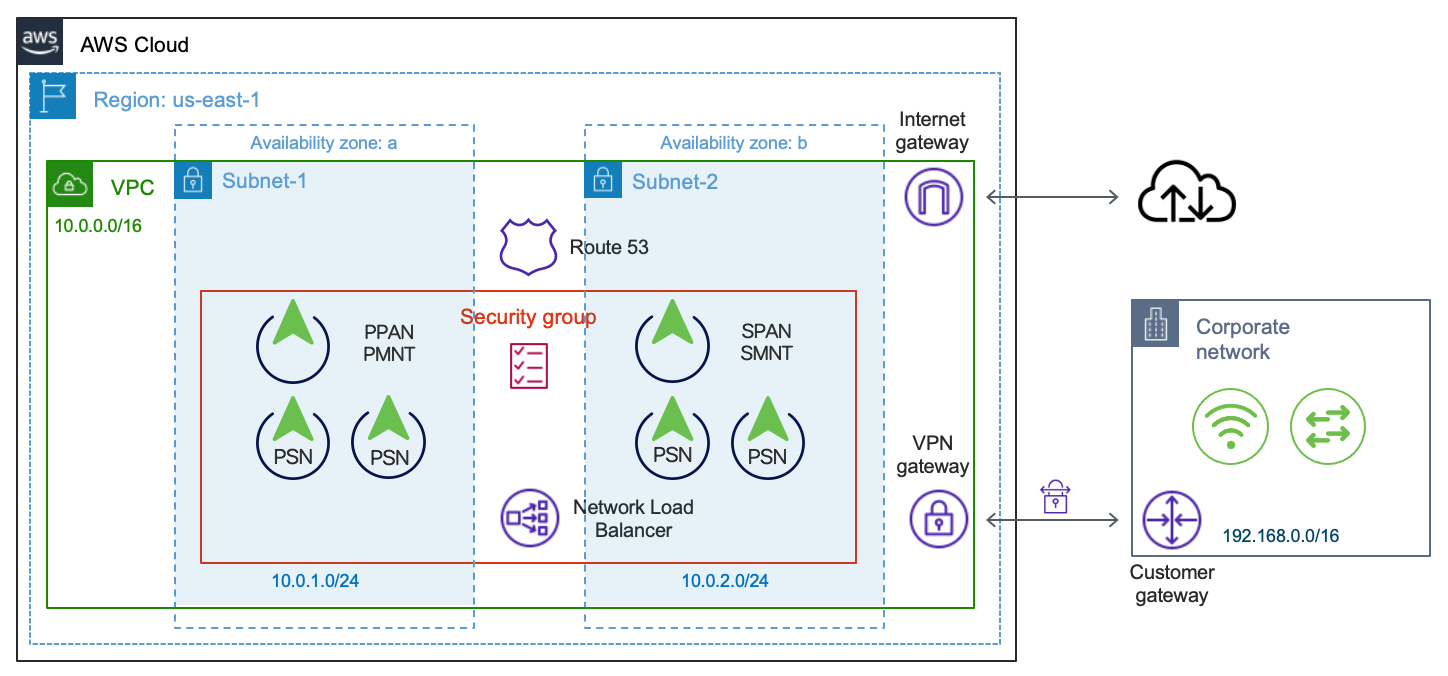 aws
AWS Cloud
Region: us-east-1
Availability zone: a
Availability zone: b
Internet
gateway
VPC
Subnet-1
Subnet-2
10.0.0.0/16
Route 53
Security group
PPAN
PMNT
SPAN
SMNT
PSN
PSN
PSN
PSN
VPN
gateway
Network Load
Balancer
10.0.1.0/24
10.0.2.0/24
Corporate
network
192.168.0.0/16
Customer
gateway